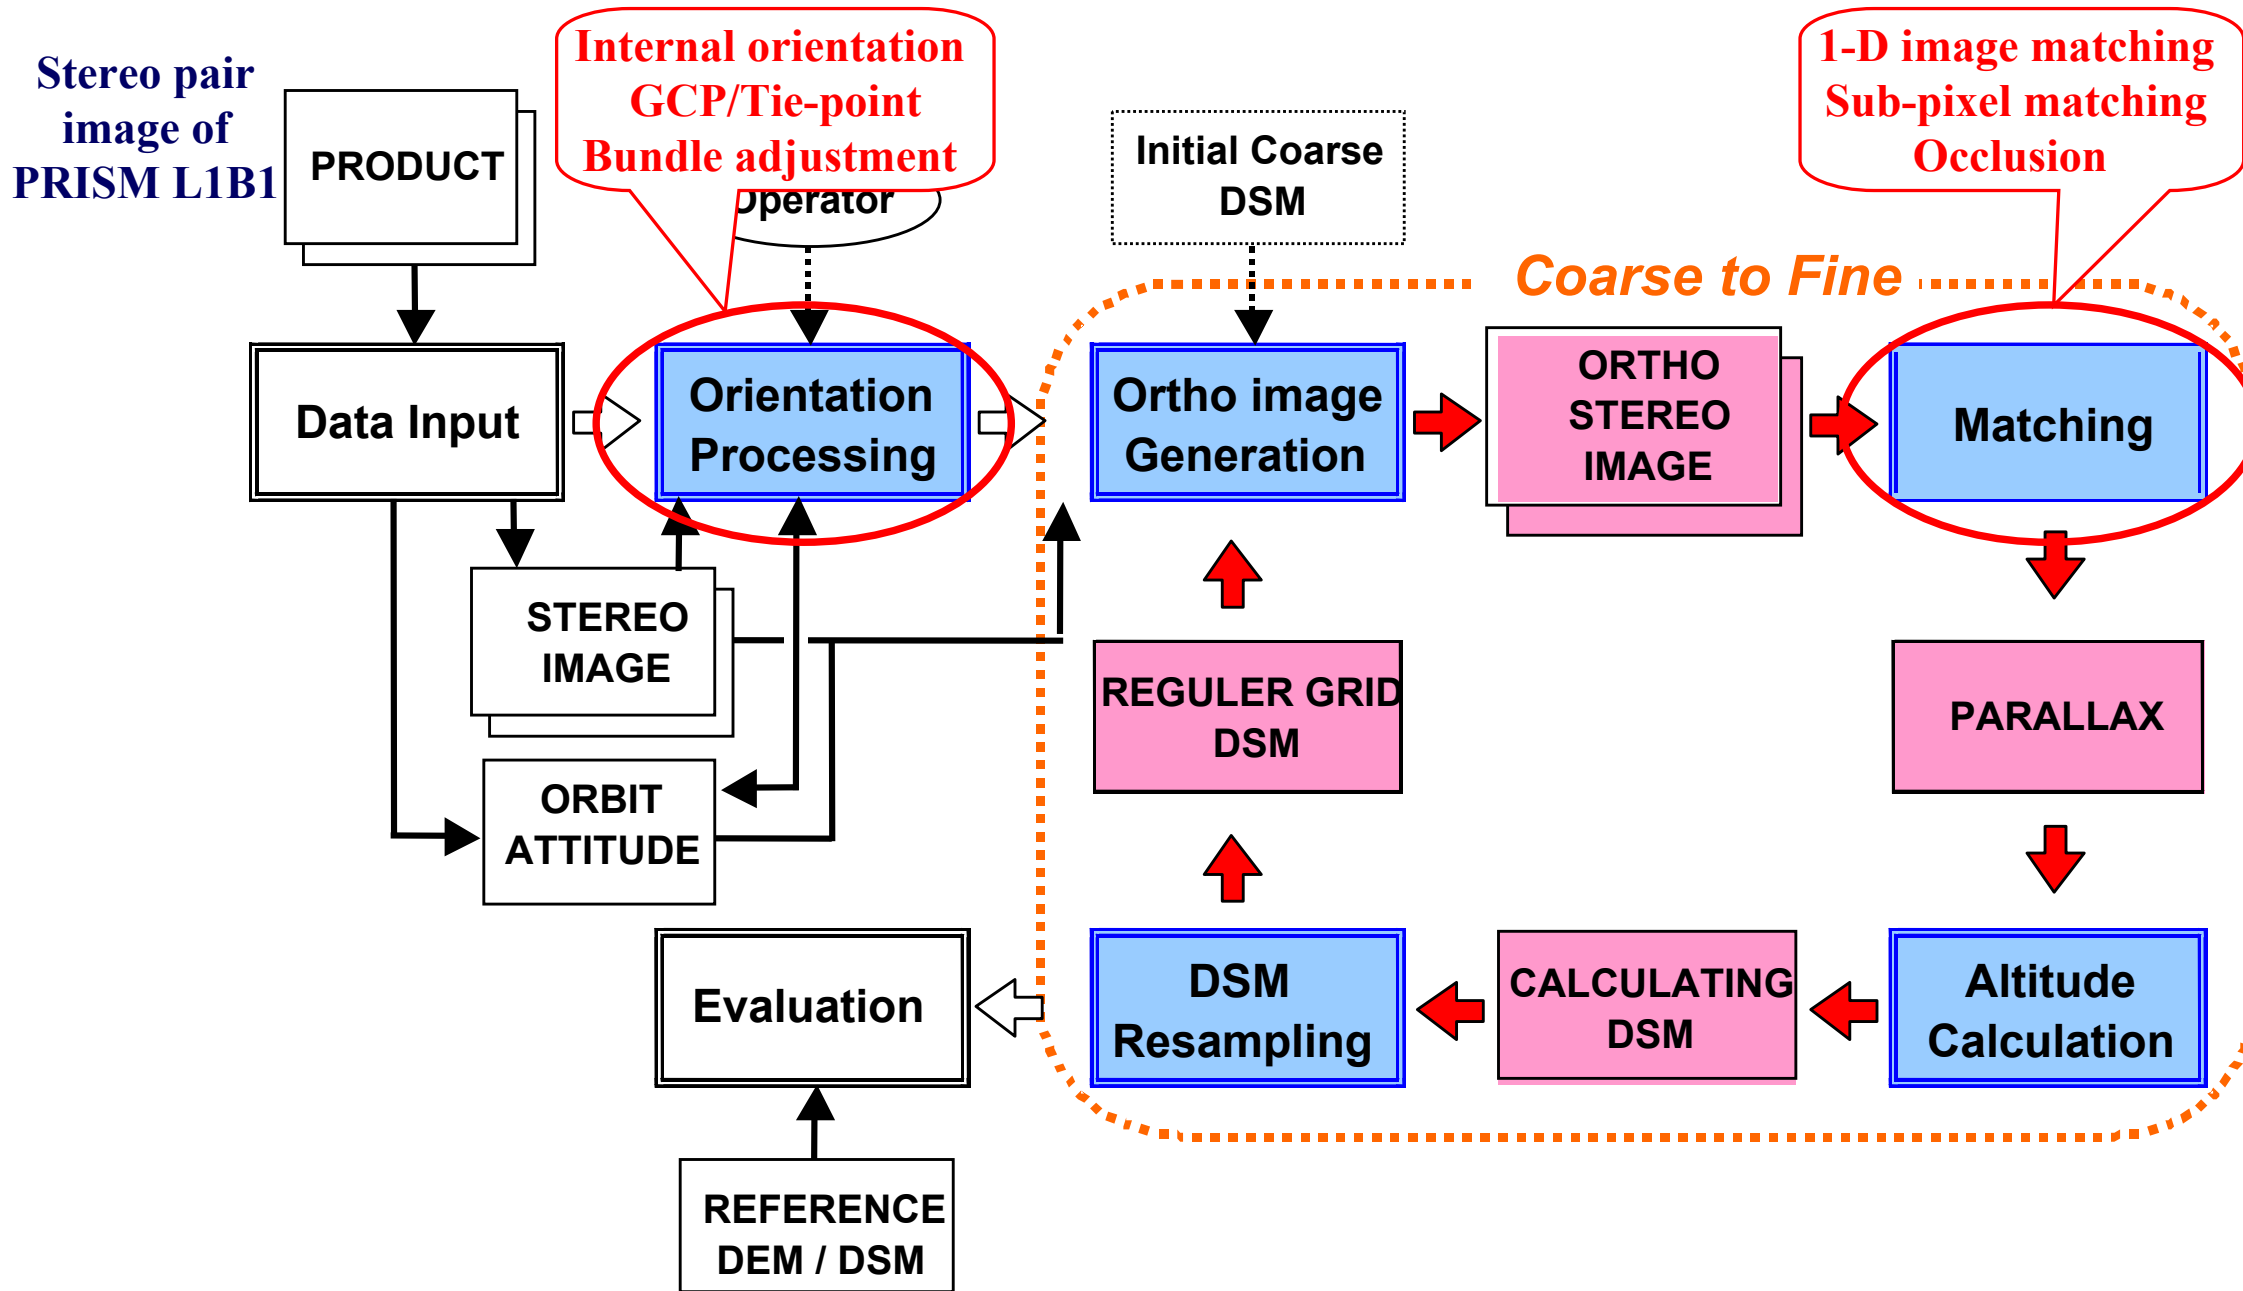 Stereo pair
image of
PRISM L1B1
PRODUCT
Internal orientation
GCP/Tie-point
Bundle adjustment
Operator
Initial Coarse
DSM
1-D image matching
Sub-pixel matching
Occlusion
Coarse to Fine
Data Input
Orientation
Processing
Ortho image
Generation
ORTHO
STEREO
IMAGE
Matching
STEREO
IMAGE
REGULER GRID
DSM
PARALLAX
ORBIT
ATTITUDE
Evaluation
DSM
Resampling
CALCULATING
DSM
Altitude
Calculation
REFERENCE
DEM / DSM